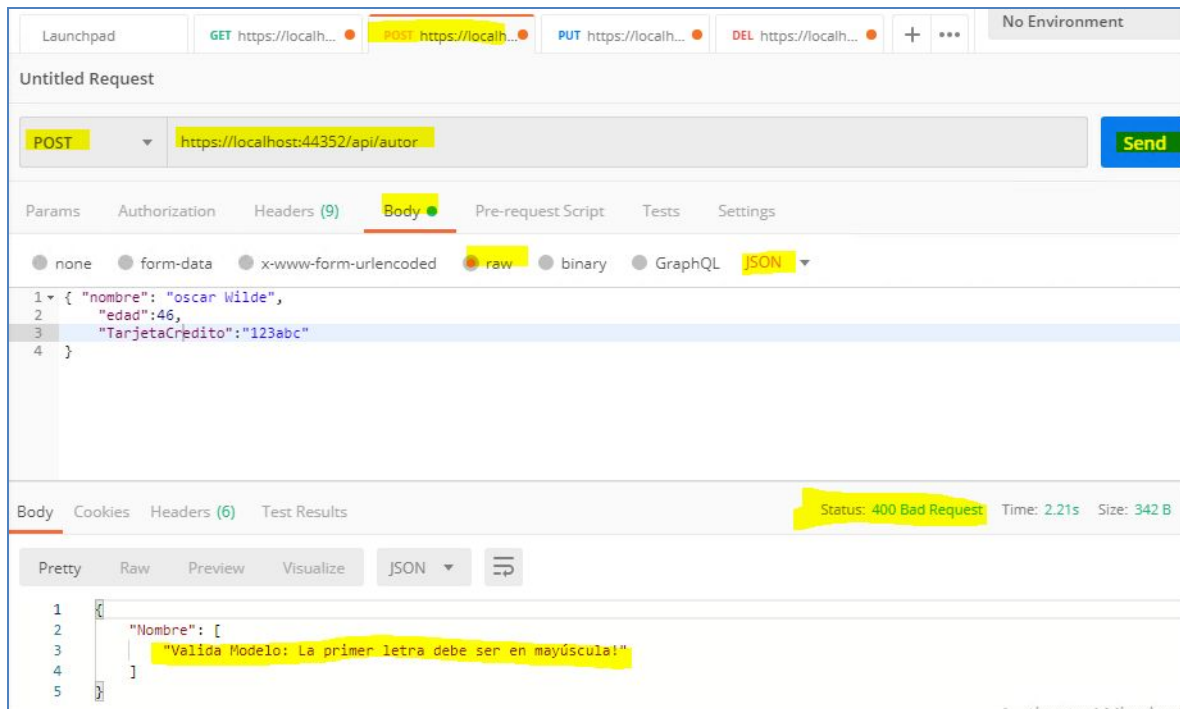 Launchpad GET https://localh... POST https://localh... PUT https://localh... DEL https://localh... + ••• No Environment
Untitled Request
POST https://localhost:44352/api/autor Send
Params Authorization Headers (9) Body Pre-request Script Tests Settings
none form-data x-www-form-urlencoded raw binary GraphQL JSON
1 { "nombre": "oscar Wilde",
2 "edad":46,
3 "TarjetaCredito":"123abc"
4 }
Body Cookies Headers (6) Test Results Status: 400 Bad Request Time: 2.21s Size: 342 B
Pretty Raw Preview Visualize JSON
1 {
2 "Nombre": [
3 "Valida Modelo: La primer letra debe ser en mayúscula!"
4 ]
5 }